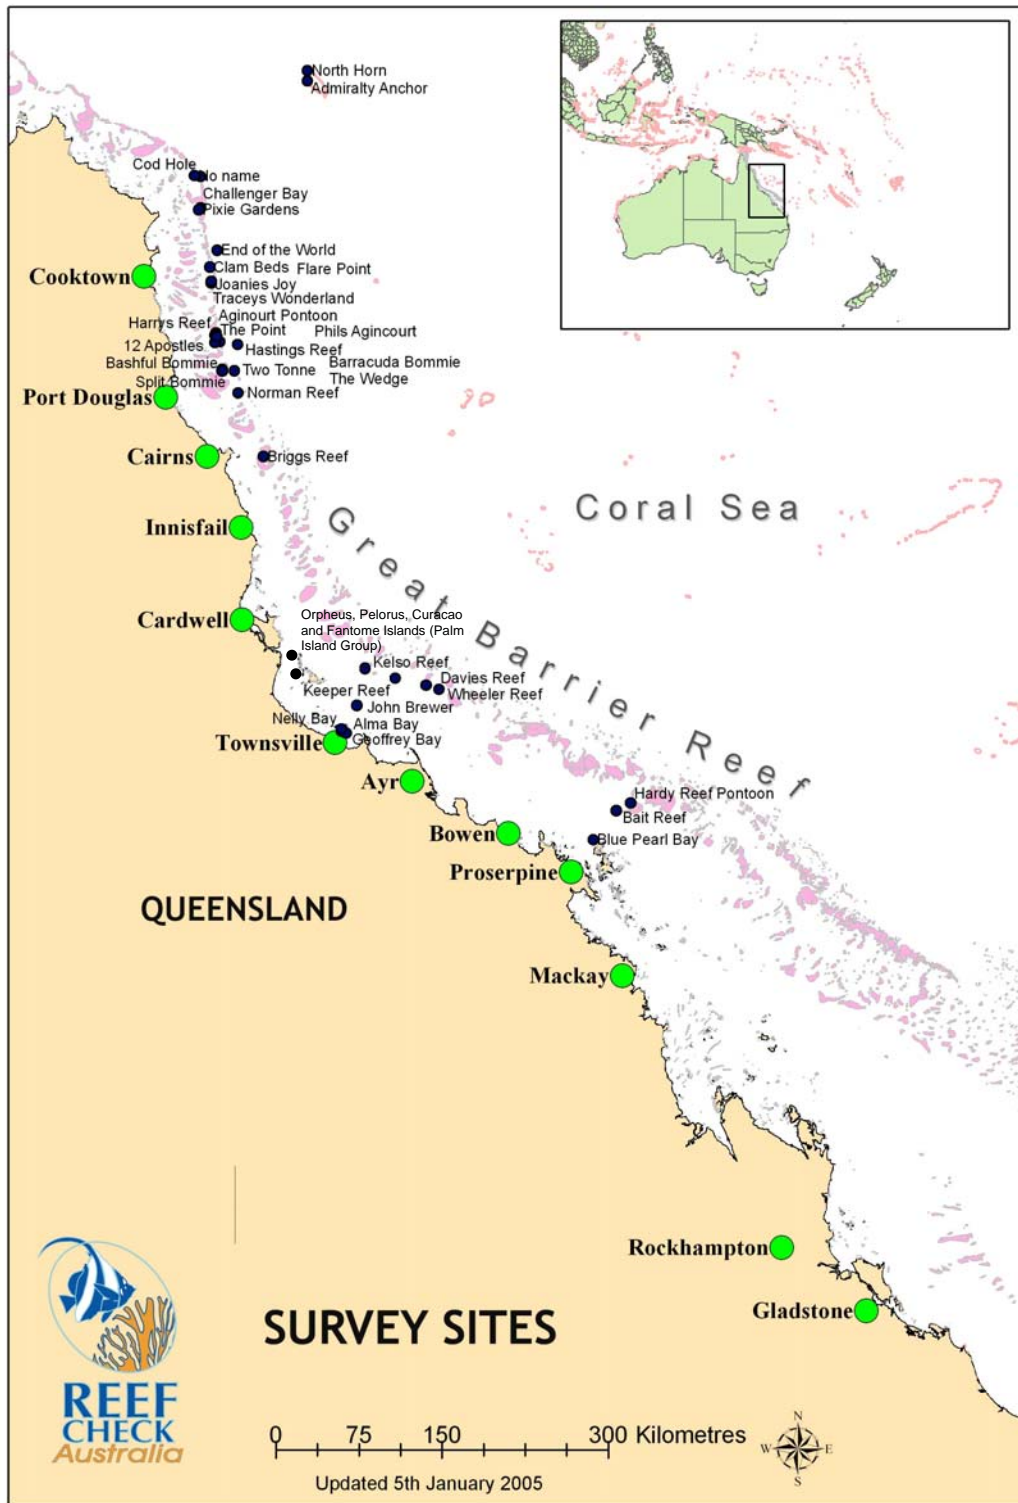 North Horn
Admiralty Anchor
Cod Hole
No name
Challenger Bay
Pixie Gardens
End of the World
Clam Beds
Flare Point
Cooktown
Joanies Joy
Traceys Wonderland
Aginourt Pontoon
Harrys Reef
The Point
Phils Agincourt
12 Apostles
Hastings Reef
Bashful Bommie
Two Tonne
Barracuda Bommie
Split Bommie
The Wedge
Port Douglas
Norman Reef
Cairns
Briggs Reef
Coral Sea
Innisfail
Great Barrier Reef
Cardwell
Orpheus, Pelorus, Curacao
and Fantome Islands (Palm
Island Group)
Kelso Reef
Davies Reef
Keeper Reef
Wheeler Reef
John Brewer
Nelly Bay
Alma Bay
Geoffrey Bay
Townsville
Ayr
Hardy Reef Pontoon
Bait Reef
Bowen
Blue Pearl Bay
Proserpine
QUEENSLAND
Mackay
Rockhampton
Gladstone
SURVEY SITES
REEF
CHECK
Australia
0 75 150 300 Kilometres
Updated 5th January 2005
N
W E
S